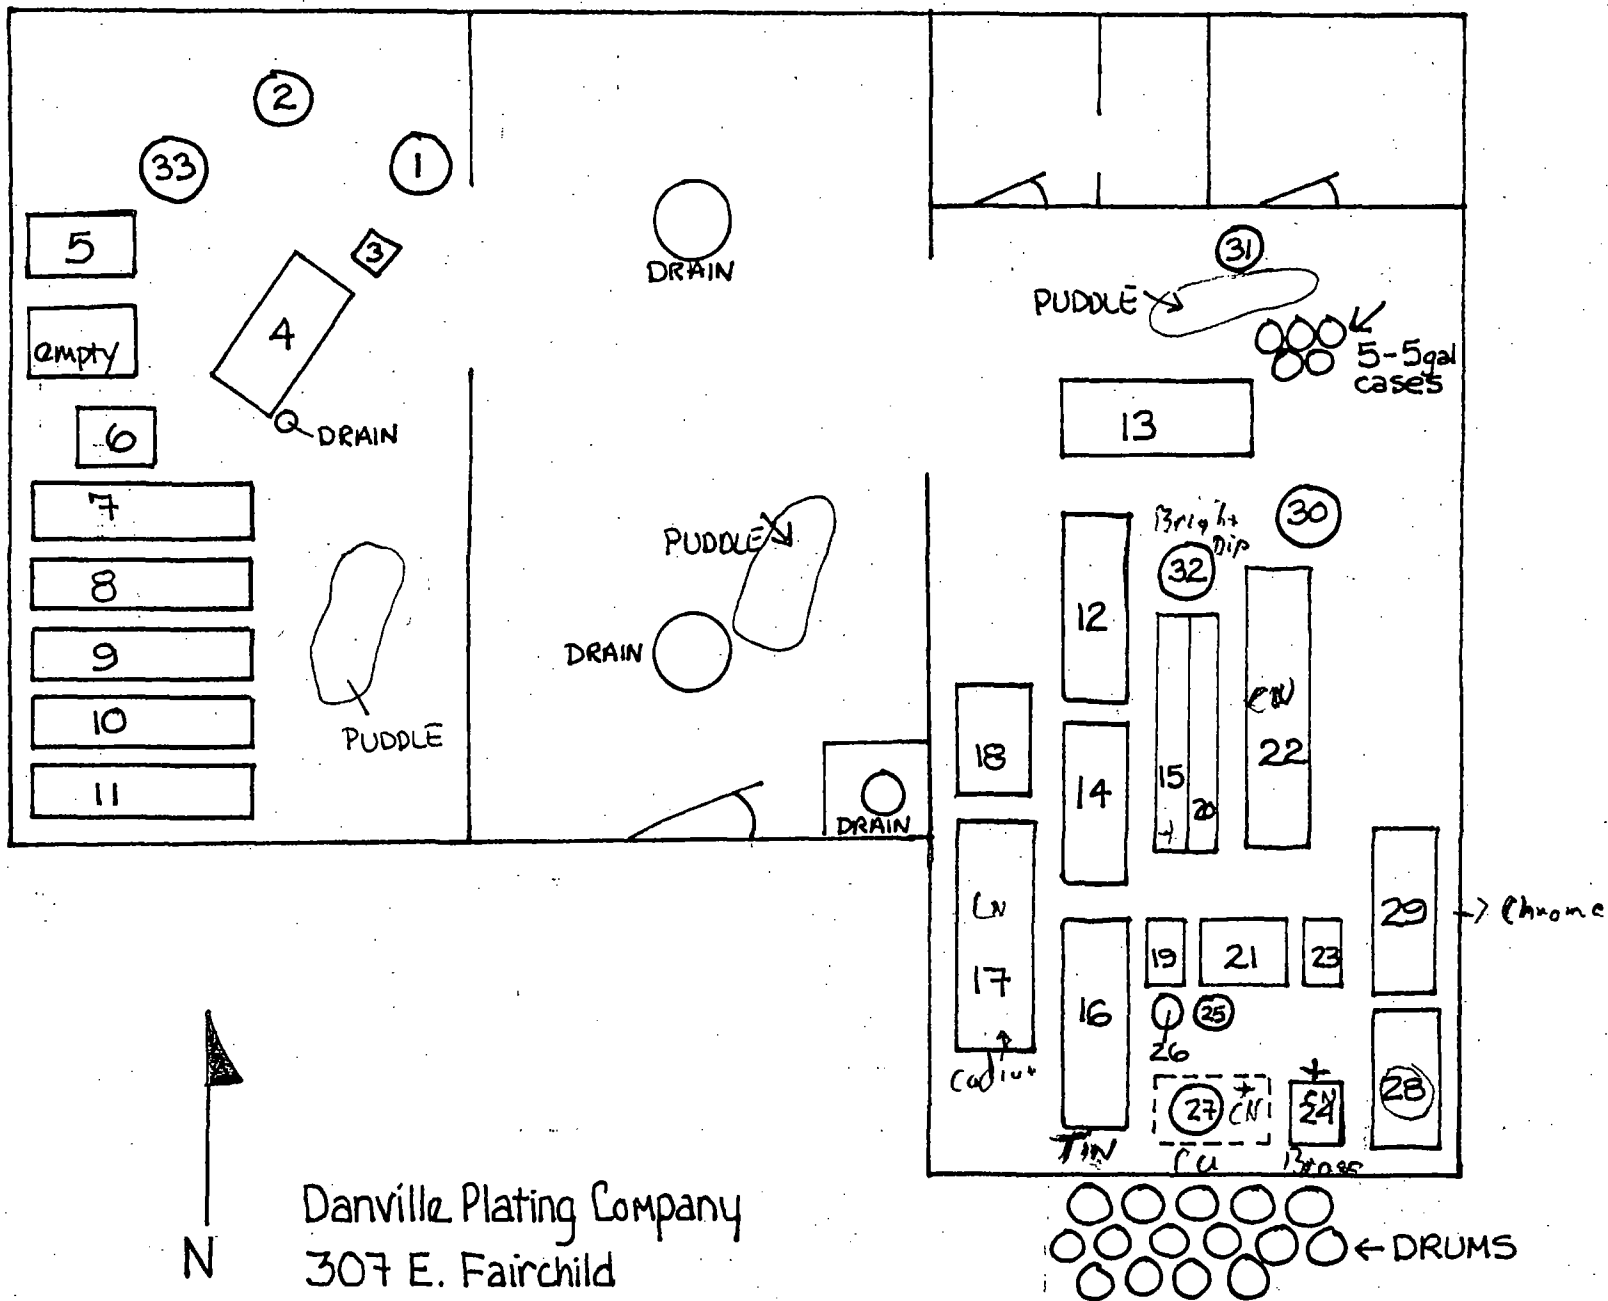 2
33
1
5
3
4
empty
6
DRAIN
7
8
9
10
11
PUDDLE
DRAIN
PUDDLE
DRAIN
DRAIN
31
PUDDLE
5-5gal
cases
13
30
Bright
Dip
32
12
CN
22
18
14
15
20
CN
17
29
→ Chrome
19
21
23
16
26
25
27
+
CN
+
CN
24
28
TIN
Cu
Brass
← DRUMS
N
Danville Plating Company
307 E. Fairchild